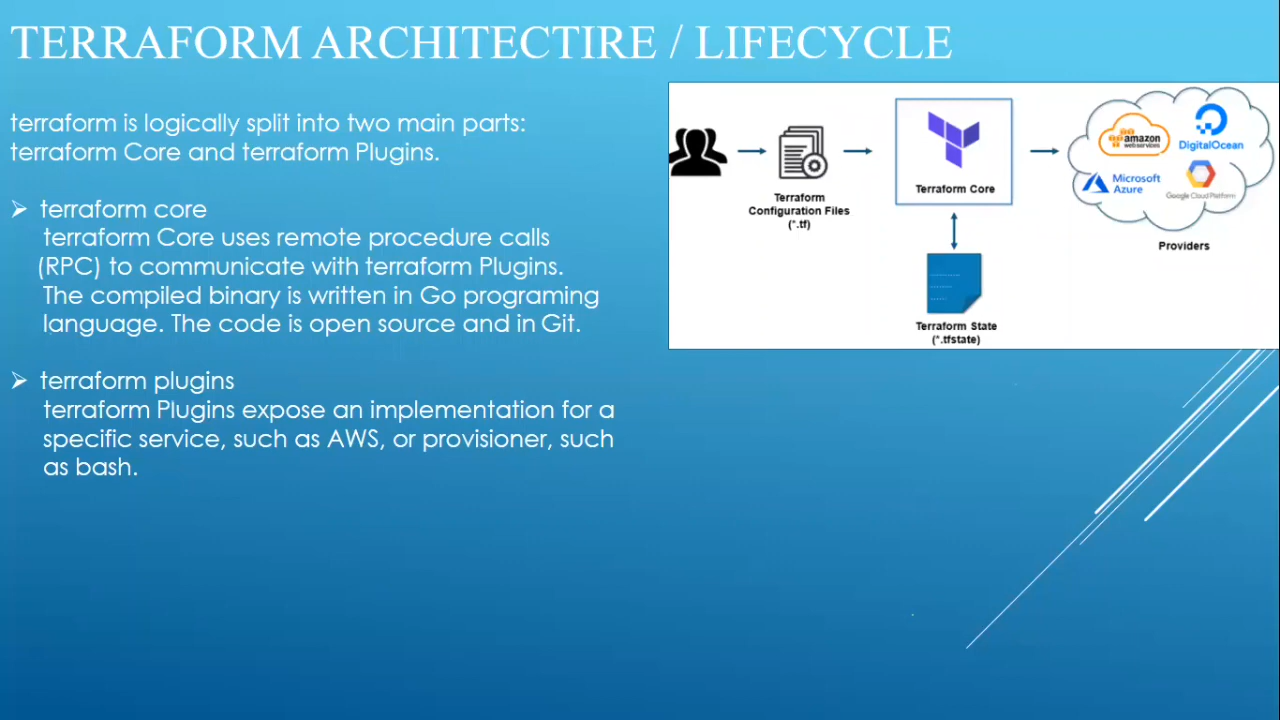 TERRAFORM ARCHITECTIRE / LIFECYCLE
terraform is logically split into two main parts:
terraform Core and terraform Plugins.
➢ terraform core
terraform Core uses remote procedure calls
(RPC) to communicate with terraform Plugins.
The compiled binary is written in Go programing
language. The code is open source and in Git.
➢ terraform plugins
terraform Plugins expose an implementation for a
specific service, such as AWS, or provisioner, such
as bash.
Terraform
Configuration Files
(*.tf)
Terraform Core
Terraform State
(*.tfstate)
amazon
webservices
DigitalOcean
Microsoft
Azure
Google Cloud Platform
Providers